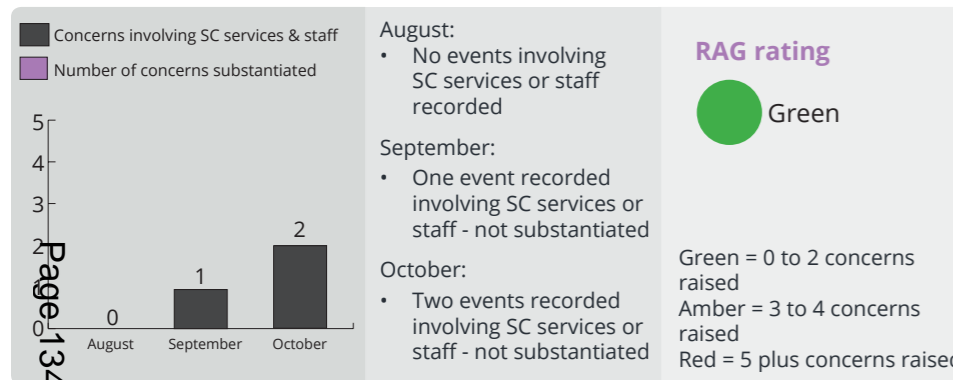 Concerns involving SC services & staff
Number of concerns substantiated
5
4
3
2
1
0
0
1
2
August
September
October
Page 134
August:
• No events involving
SC services or staff
recorded
September:
• One event recorded
involving SC services or
staff - not substantiated
October:
• Two events recorded
involving SC services or
staff - not substantiated
RAG rating
Green
Green = 0 to 2 concerns
raised
Amber = 3 to 4 concerns
raised
Red = 5 plus concerns raised